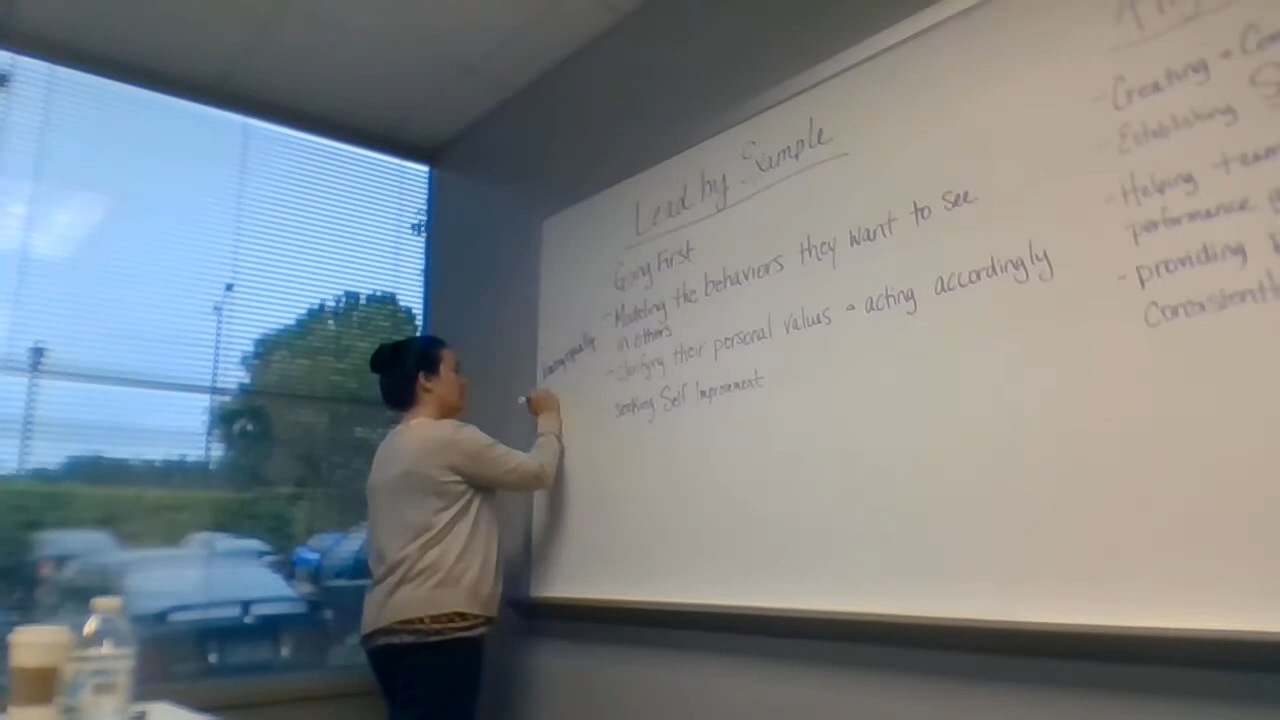 Lead by Example
Going First
- Modeling the behaviors they want to see
in others
- Clarifying their personal values + acting accordingly
seeking Self Improvement
- Creating
- Establishing
- Helping team
performance
- providing
Consistently